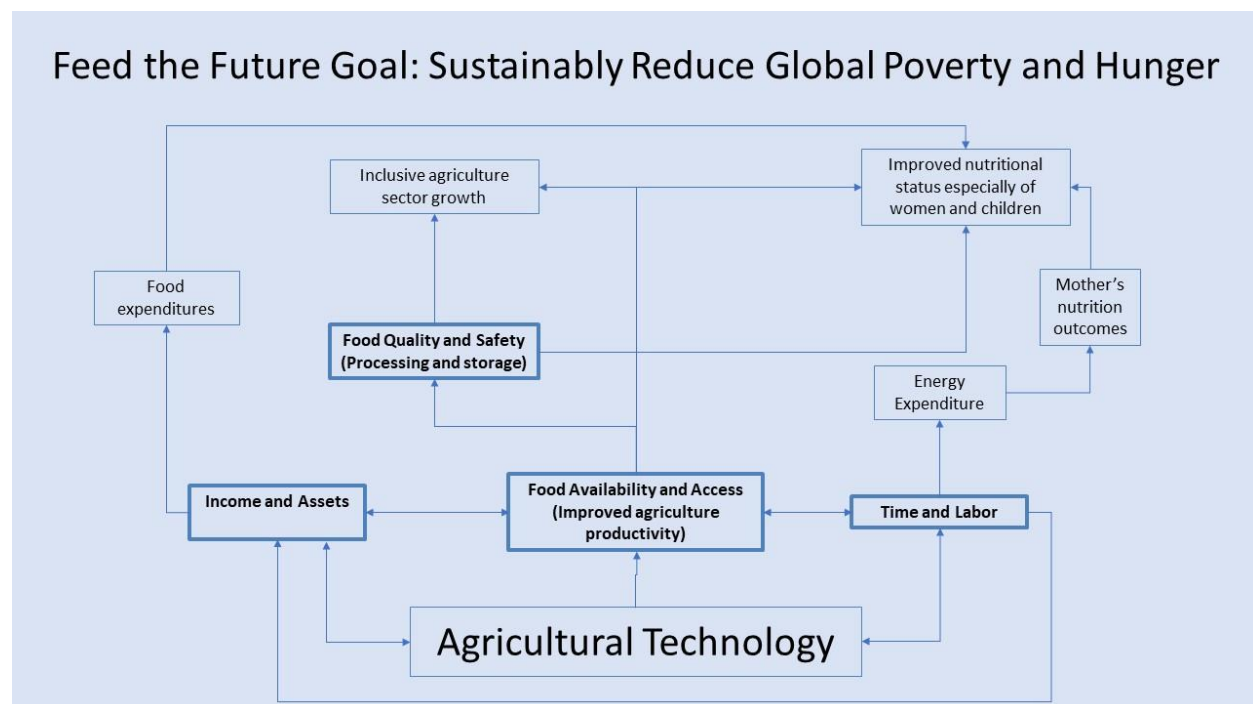 Feed the Future Goal: Sustainably Reduce Global Poverty and Hunger
Inclusive agriculture
sector growth
Improved nutritional
status especially of
women and children
Food
expenditures
Mother’s
nutrition
outcomes
Food Quality and Safety
(Processing and storage)
Energy
Expenditure
Income and Assets
Food Availability and Access
(Improved agriculture
productivity)
Time and Labor
Agricultural Technology